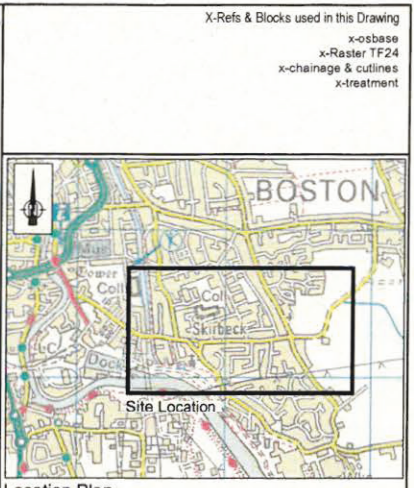 X-Refs & Blocks used in this Drawing
x-osbase
x-Raster TF24
x-chainage & cutlines
x-treatment
BOSTON
Mus
Tower
Coll
Col
Skirbeck
Dock
Site Location
Location Plan